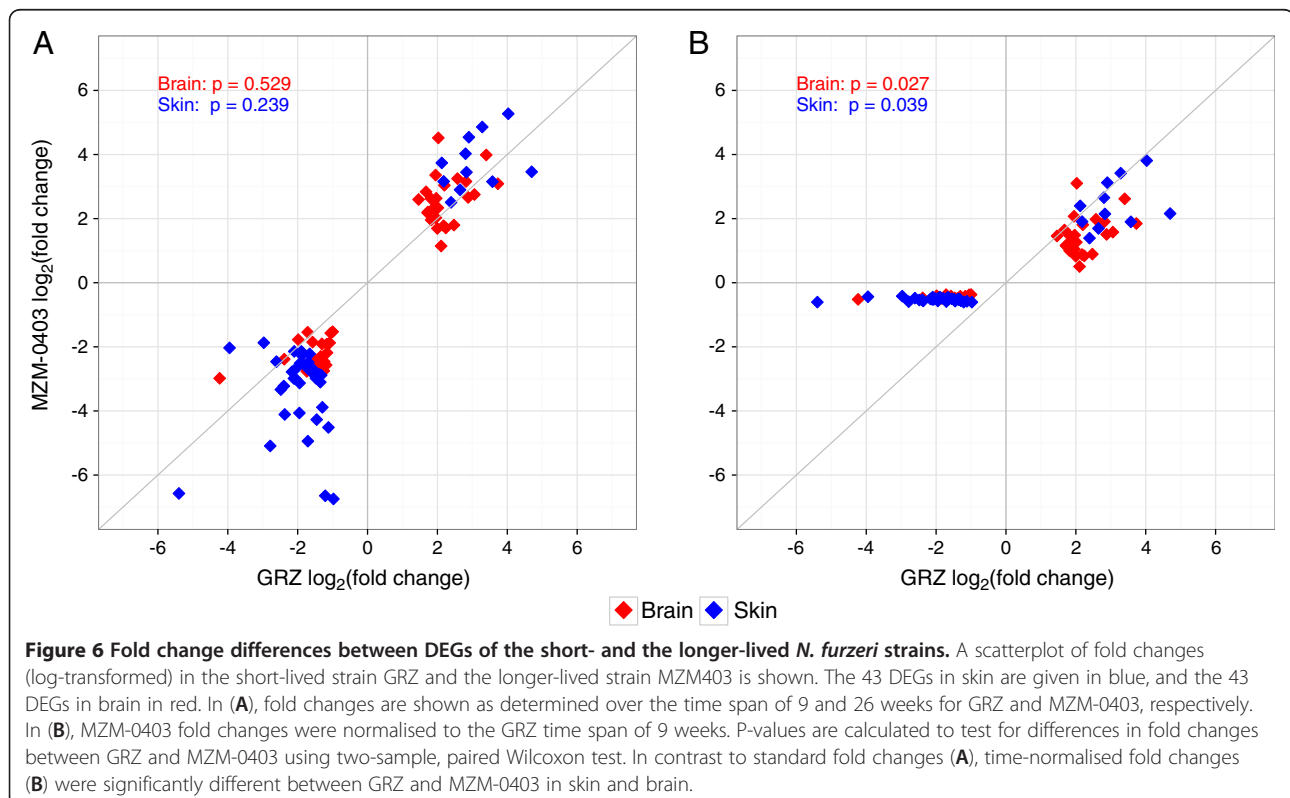 A
B
Brain: p = 0.529
Skin: p = 0.239
Brain: p = 0.027
Skin: p = 0.039
MZM-0403 log2(fold change)
6
4
2
0
-2
-4
-6
-6 -4 -2 0 2 4 6
GRZ log2(fold change)
6
4
2
0
-2
-4
-6
-6 -4 -2 0 2 4 6
GRZ log2(fold change)
Brain Skin
Figure 6 Fold change differences between DEGs of the short- and the longer-lived N. furzeri strains. A scatterplot of fold changes
(log-transformed) in the short-lived strain GRZ and the longer-lived strain MZM403 is shown. The 43 DEGs in skin are given in blue, and the 43
DEGs in brain in red. In (A), fold changes are shown as determined over the time span of 9 and 26 weeks for GRZ and MZM-0403, respectively.
In (B), MZM-0403 fold changes were normalised to the GRZ time span of 9 weeks. P-values are calculated to test for differences in fold changes
between GRZ and MZM-0403 using two-sample, paired Wilcoxon test. In contrast to standard fold changes (A), time-normalised fold changes
(B) were significantly different between GRZ and MZM-0403 in skin and brain.